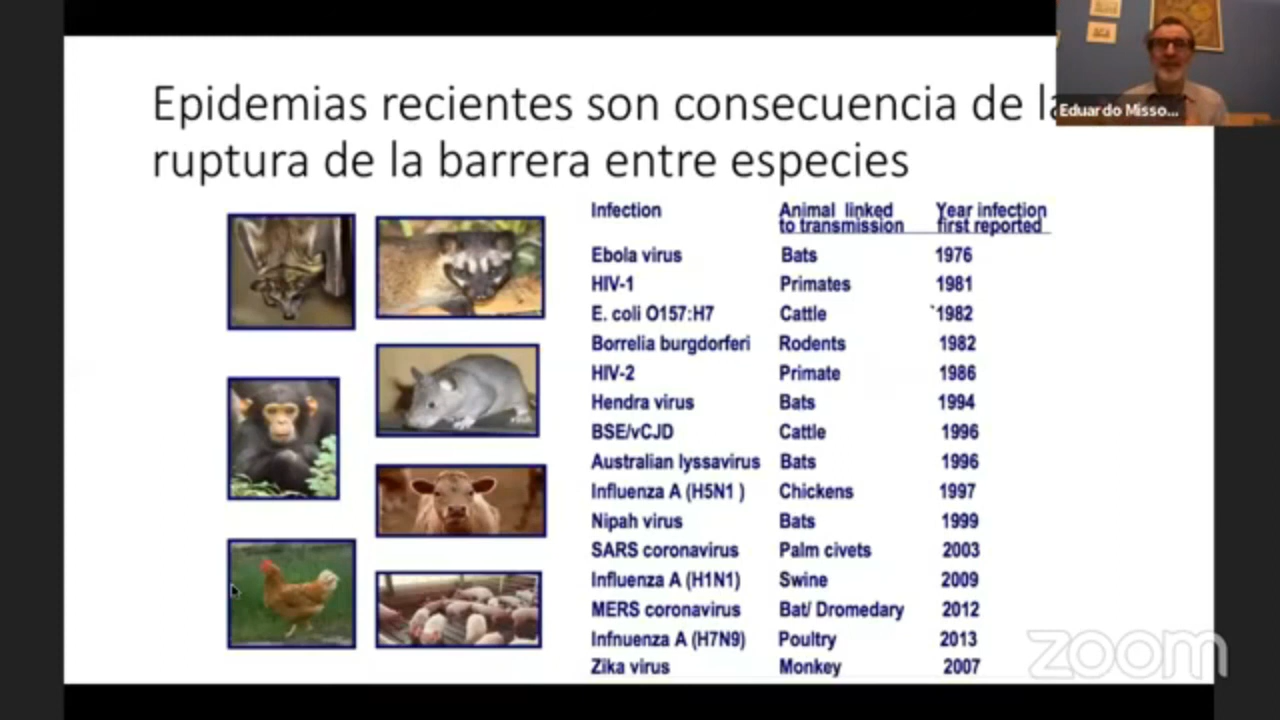 Epidemias recientes son consecuencia de la
ruptura de la barrera entre especies
Eduardo Misso...
Infection Animal linked to transmission Year infection first reported
Ebola virus Bats 1976
HIV-1 Primates 1981
E. coli O157:H7 Cattle `1982
Borrelia burgdorferi Rodents 1982
HIV-2 Primate 1986
Hendra virus Bats 1994
BSE/vCJD Cattle 1996
Australian lyssavirus Bats 1996
Influenza A (H5N1 ) Chickens 1997
Nipah virus Bats 1999
SARS coronavirus Palm civets 2003
Influenza A (H1N1) Swine 2009
MERS coronavirus Bat/ Dromedary 2012
Infnuenza A (H7N9) Poultry 2013
Zika virus Monkey 2007
zoom